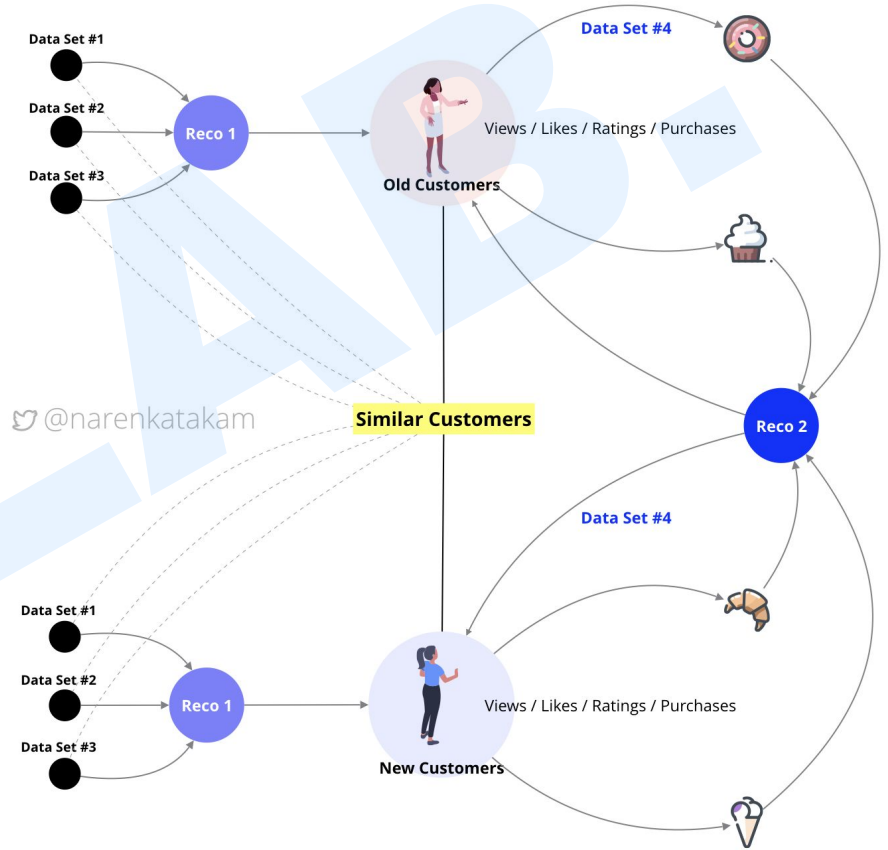 Data Set #1
Data Set #4
Data Set #2
Reco 1
Views / Likes / Ratings / Purchases
Data Set #3
Old Customers
@narenkatakam
Similar Customers
Reco 2
Data Set #4
Data Set #1
Data Set #2
Reco 1
Views / Likes / Ratings / Purchases
Data Set #3
New Customers
LAB.